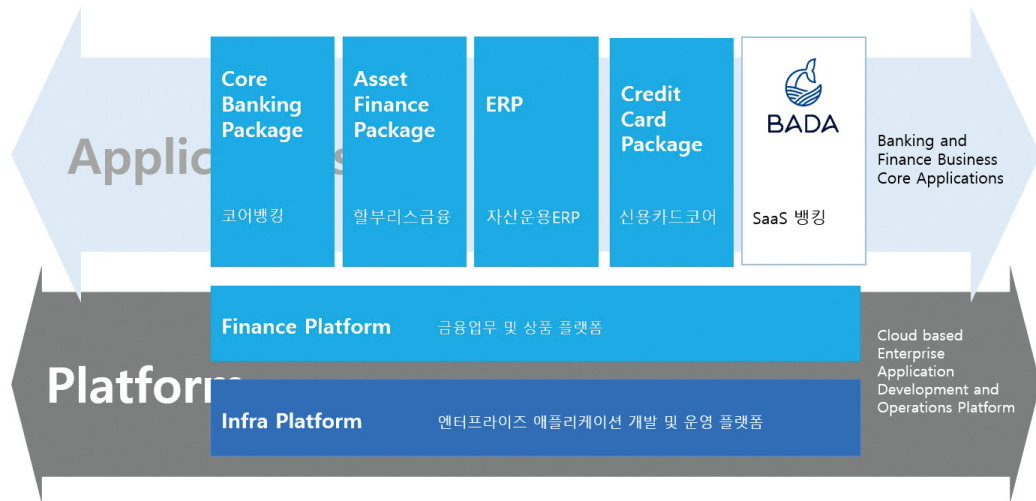 Applications
Core
Banking
Package
코어뱅킹
Asset
Finance
Package
할부리스금융
ERP
자산운용ERP
Credit
Card
Package
신용카드코어
BADA
SaaS 뱅킹
Banking and
Finance Business
Core Applications
Platform
Finance Platform 금융업무 및 상품 플랫폼
Infra Platform 엔터프라이즈 애플리케이션 개발 및 운영 플랫폼
Cloud based
Enterprise
Application
Development and
Operations Platform